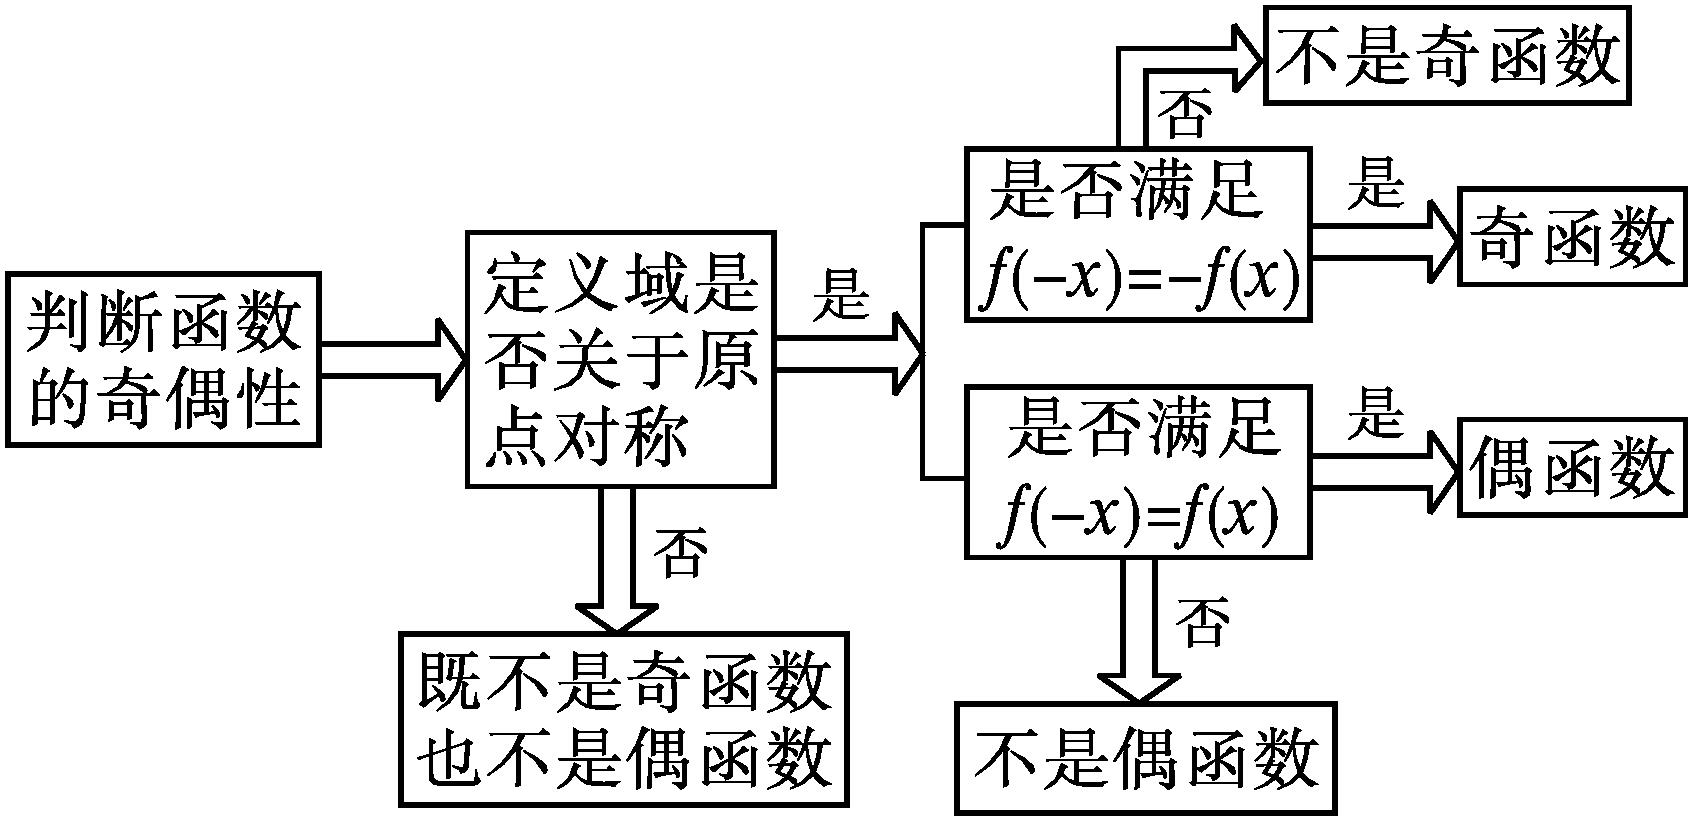 判断函数
的奇偶性
定义域是
否关于原
点对称
是
否
既不是奇函数
也不是偶函数
是否满足
f(-x)=-f(x)
否
不是奇函数
是
奇函数
是否满足
f(-x)=f(x)
是
偶函数
否
不是偶函数